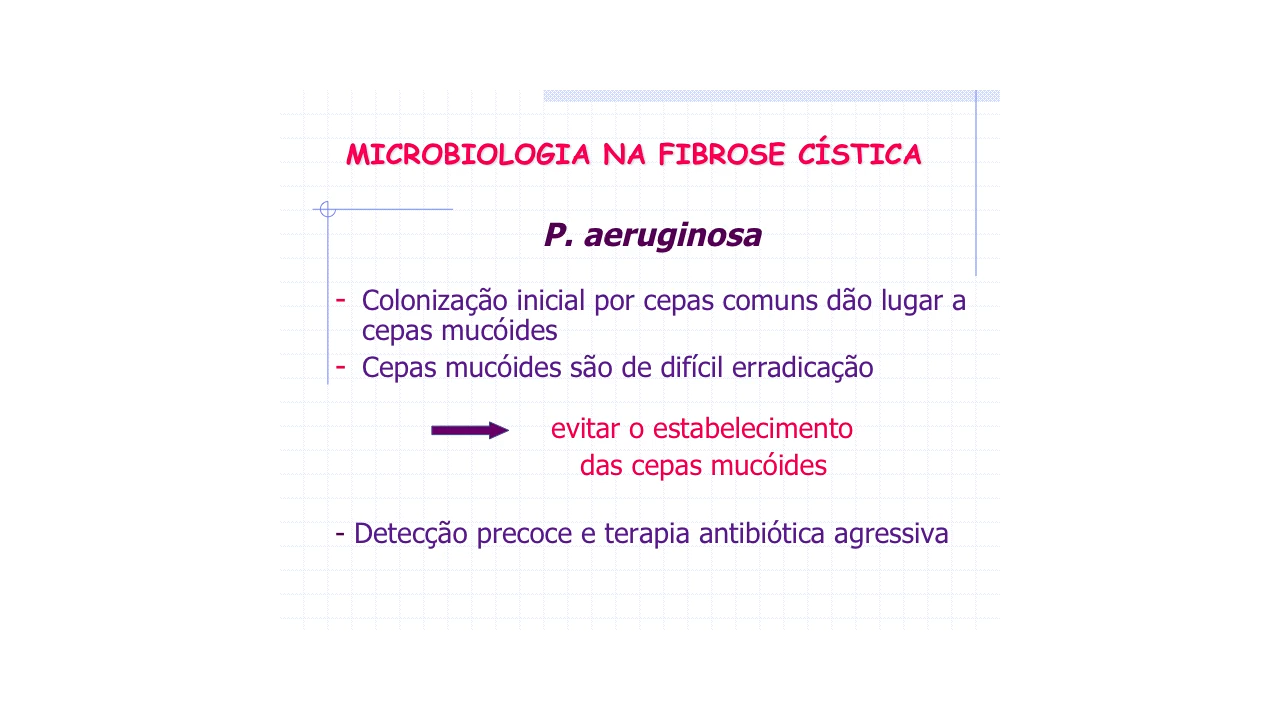 MICROBIOLOGIA NA FIBROSE CÍSTICA
P. aeruginosa
- Colonização inicial por cepas comuns dão lugar a
cepas mucóides
- Cepas mucóides são de difícil erradicação
evitar o estabelecimento
das cepas mucóides
- Detecção precoce e terapia antibiótica agressiva